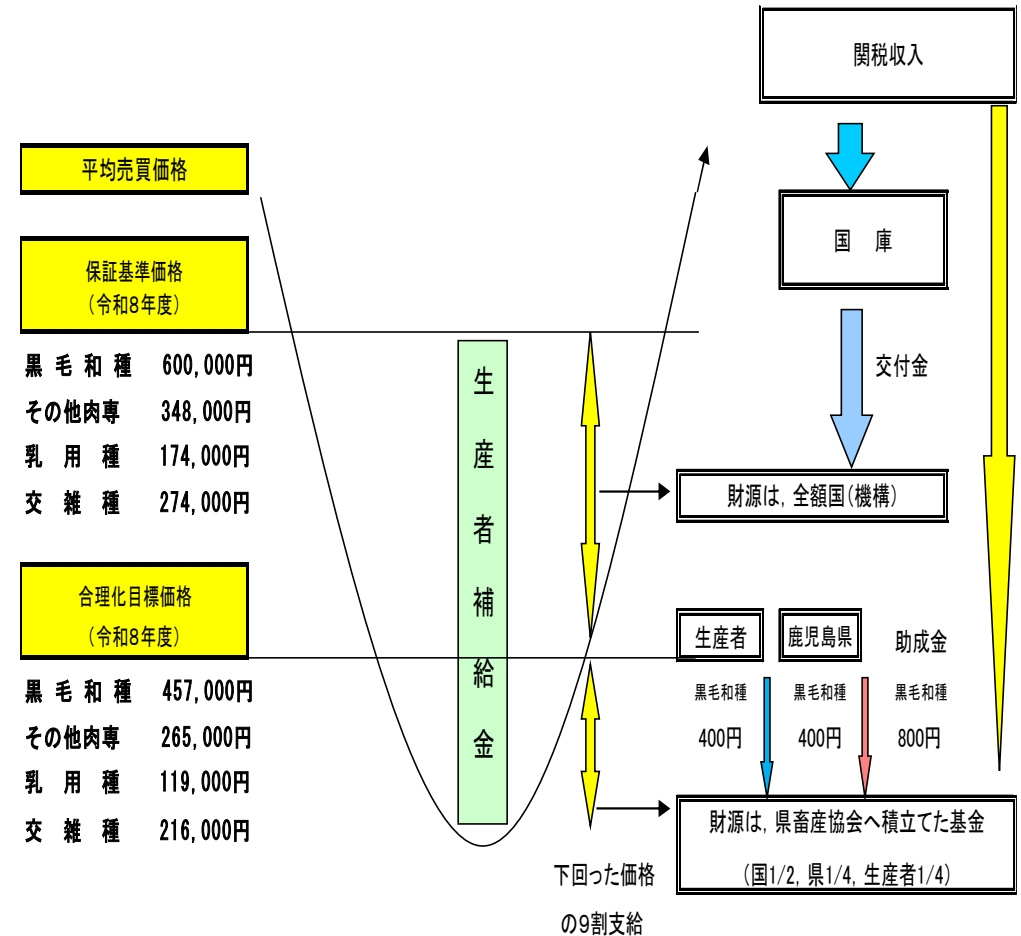 関税収入
平均売買価格
国　庫
保証基準価格
（令和8年度）
黒 毛 和 種　600,000円
その他肉専　348,000円
乳 用 種　174,000円
交 雑 種　274,000円
生産者補給金
交付金
財源は，全額国（機構）
合理化目標価格
（令和8年度）
黒 毛 和 種　457,000円
その他肉専　265,000円
乳 用 種　119,000円
交 雑 種　216,000円
生産者　鹿児島県　助成金
黒毛和種　黒毛和種　黒毛和種
400円　400円　800円
財源は，県畜産協会へ積立てた基金
（国1/2，県1/4，生産者1/4）
下回った価格
の9割支給